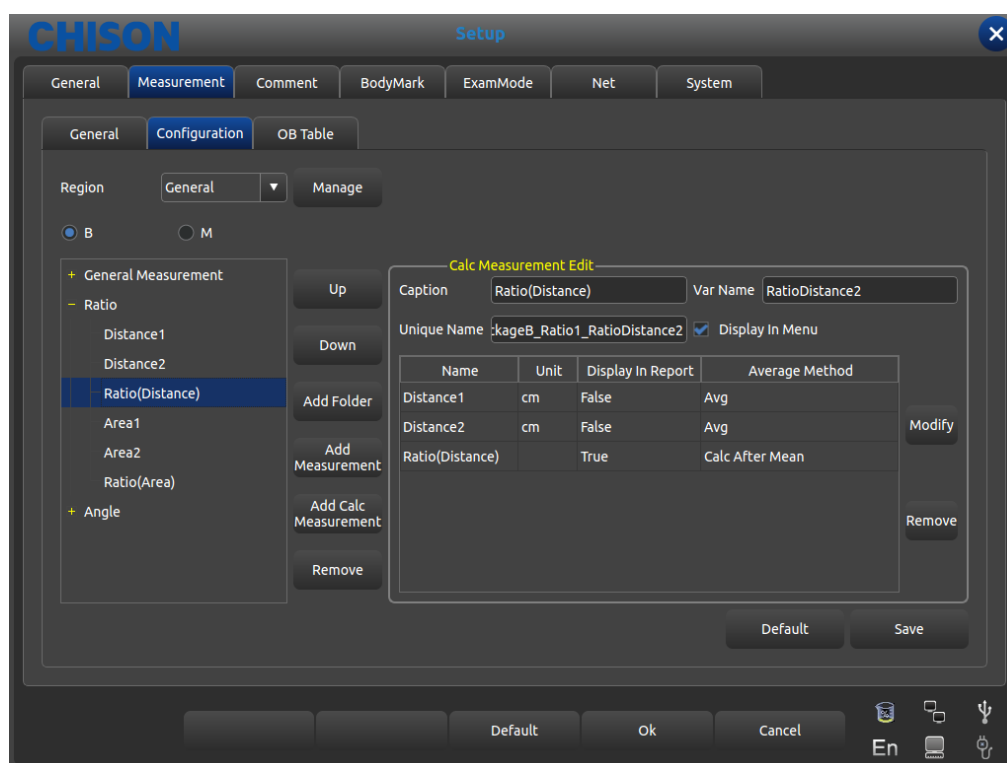 CHISON
Setup
General Measurement Comment BodyMark ExamMode Net System
General Configuration OB Table
Region General Manage
B M
+ General Measurement
− Ratio
Distance1
Distance2
Ratio(Distance)
Area1
Area2
Ratio(Area)
+ Angle
Up
Down
Add Folder
Add
Measurement
Add Calc
Measurement
Remove
Calc Measurement Edit
Caption Ratio(Distance) Var Name RatioDistance2
Unique Name :kageB_Ratio1_RatioDistance2 Display In Menu
Name Unit Display In Report Average Method
Distance1 cm False Avg
Distance2 cm False Avg
Ratio(Distance) True Calc After Mean
Modify
Remove
Default Save
Default Ok Cancel
En